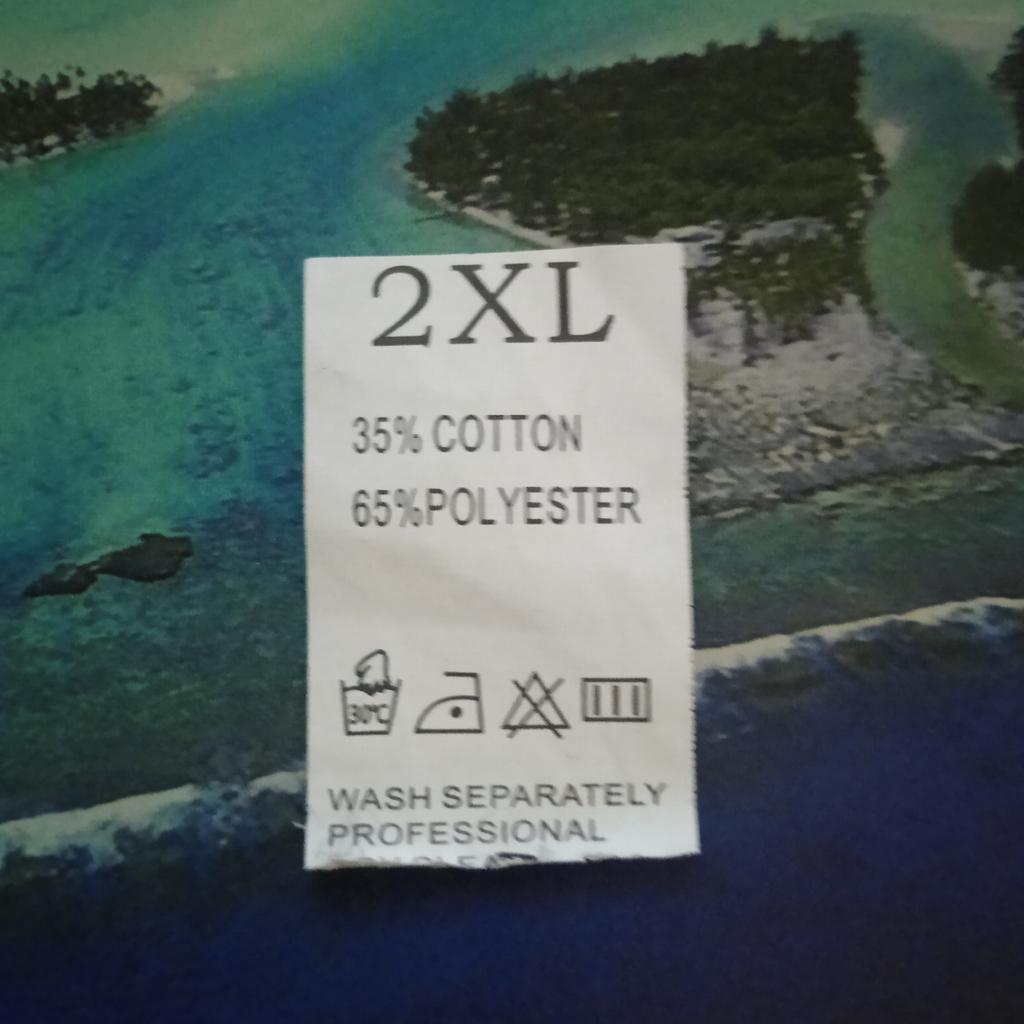 2XL
35% COTTON
65%POLYESTER
30°C
WASH SEPARATELY
PROFESSIONAL